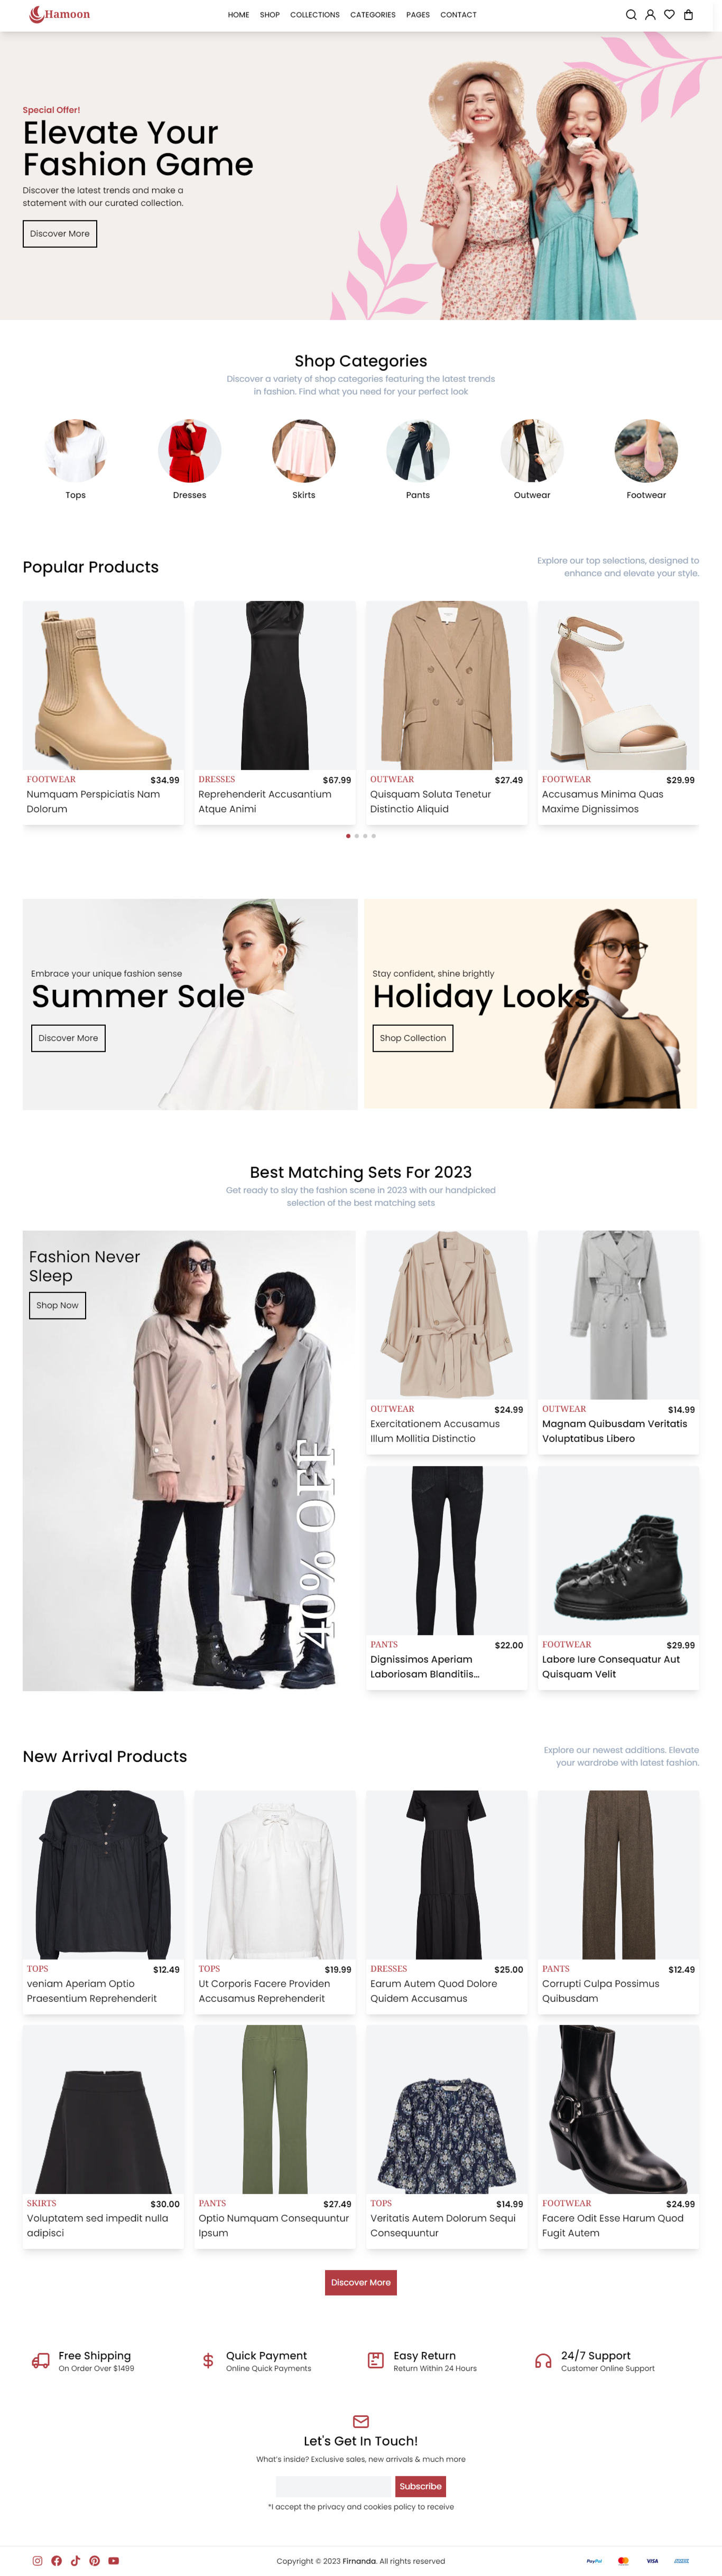 Hamoon
HOME SHOP COLLECTIONS CATEGORIES PAGES CONTACT
Special Offer!
Elevate Your
Fashion Game
Discover the latest trends and make a
statement with our curated collection.
Discover More
Shop Categories
Discover a variety of shop categories featuring the latest trends
in fashion. Find what you need for your perfect look
Tops Dresses Skirts Pants Outwear Footwear
Popular Products
Explore our top selections, designed to
enhance and elevate your style.
FOOTWEAR $34.99
Numquam Perspiciatis Nam
Dolorum
DRESSES $67.99
Reprehenderit Accusantium
Atque Animi
OUTWEAR $27.49
Quisquam Soluta Tenetur
Distinctio Aliquid
FOOTWEAR $29.99
Accusamus Minima Quas
Maxime Dignissimos
Embrace your unique fashion sense
Summer Sale
Discover More
Stay confident, shine brightly
Holiday Looks
Shop Collection
Best Matching Sets For 2023
Get ready to slay the fashion scene in 2023 with our handpicked
selection of the best matching sets
Fashion Never
Sleep
Shop Now
40% OFF
OUTWEAR $24.99
Exercitationem Accusamus
Illum Mollitia Distinctio
OUTWEAR $14.99
Magnam Quibusdam Veritatis
Voluptatibus Libero
PANTS $22.00
Dignissimos Aperiam
Laboriosam Blanditiis...
FOOTWEAR $29.99
Labore Iure Consequatur Aut
Quisquam Velit
New Arrival Products
Explore our newest additions. Elevate
your wardrobe with latest fashion.
TOPS $12.49
veniam Aperiam Optio
Praesentium Reprehenderit
TOPS $19.99
Ut Corporis Facere Providen
Accusamus Reprehenderit
DRESSES $25.00
Earum Autem Quod Dolore
Quidem Accusamus
PANTS $12.49
Corrupti Culpa Possimus
Quibusdam
SKIRTS $30.00
Voluptatem sed impedit nulla
adipisci
PANTS $27.49
Optio Numquam Consequuntur
Ipsum
TOPS $14.99
Veritatis Autem Dolorum Sequi
Consequuntur
FOOTWEAR $24.99
Facere Odit Esse Harum Quod
Fugit Autem
Discover More
Free Shipping
On Order Over $1499
Quick Payment
Online Quick Payments
Easy Return
Return Within 24 Hours
24/7 Support
Customer Online Support
Let's Get In Touch!
What's inside? Exclusive sales, new arrivals & much more
Subscribe
*I accept the privacy and cookies policy to receive
Copyright © 2023 Firnanda. All rights reserved
PayPal VISA